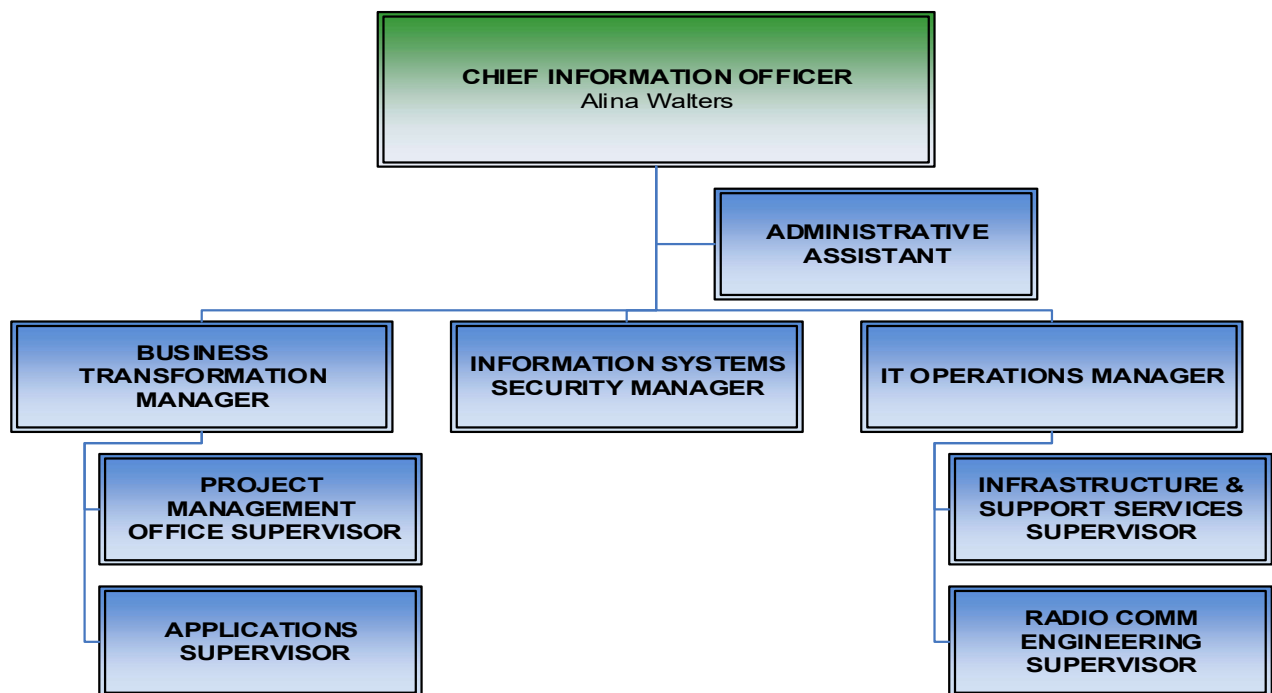 CHIEF INFORMATION OFFICER
Alina Walters
ADMINISTRATIVE
ASSISTANT
BUSINESS
TRANSFORMATION
MANAGER
INFORMATION SYSTEMS
SECURITY MANAGER
IT OPERATIONS MANAGER
PROJECT
MANAGEMENT
OFFICE SUPERVISOR
INFRASTRUCTURE &
SUPPORT SERVICES
SUPERVISOR
APPLICATIONS
SUPERVISOR
RADIO COMM
ENGINEERING
SUPERVISOR